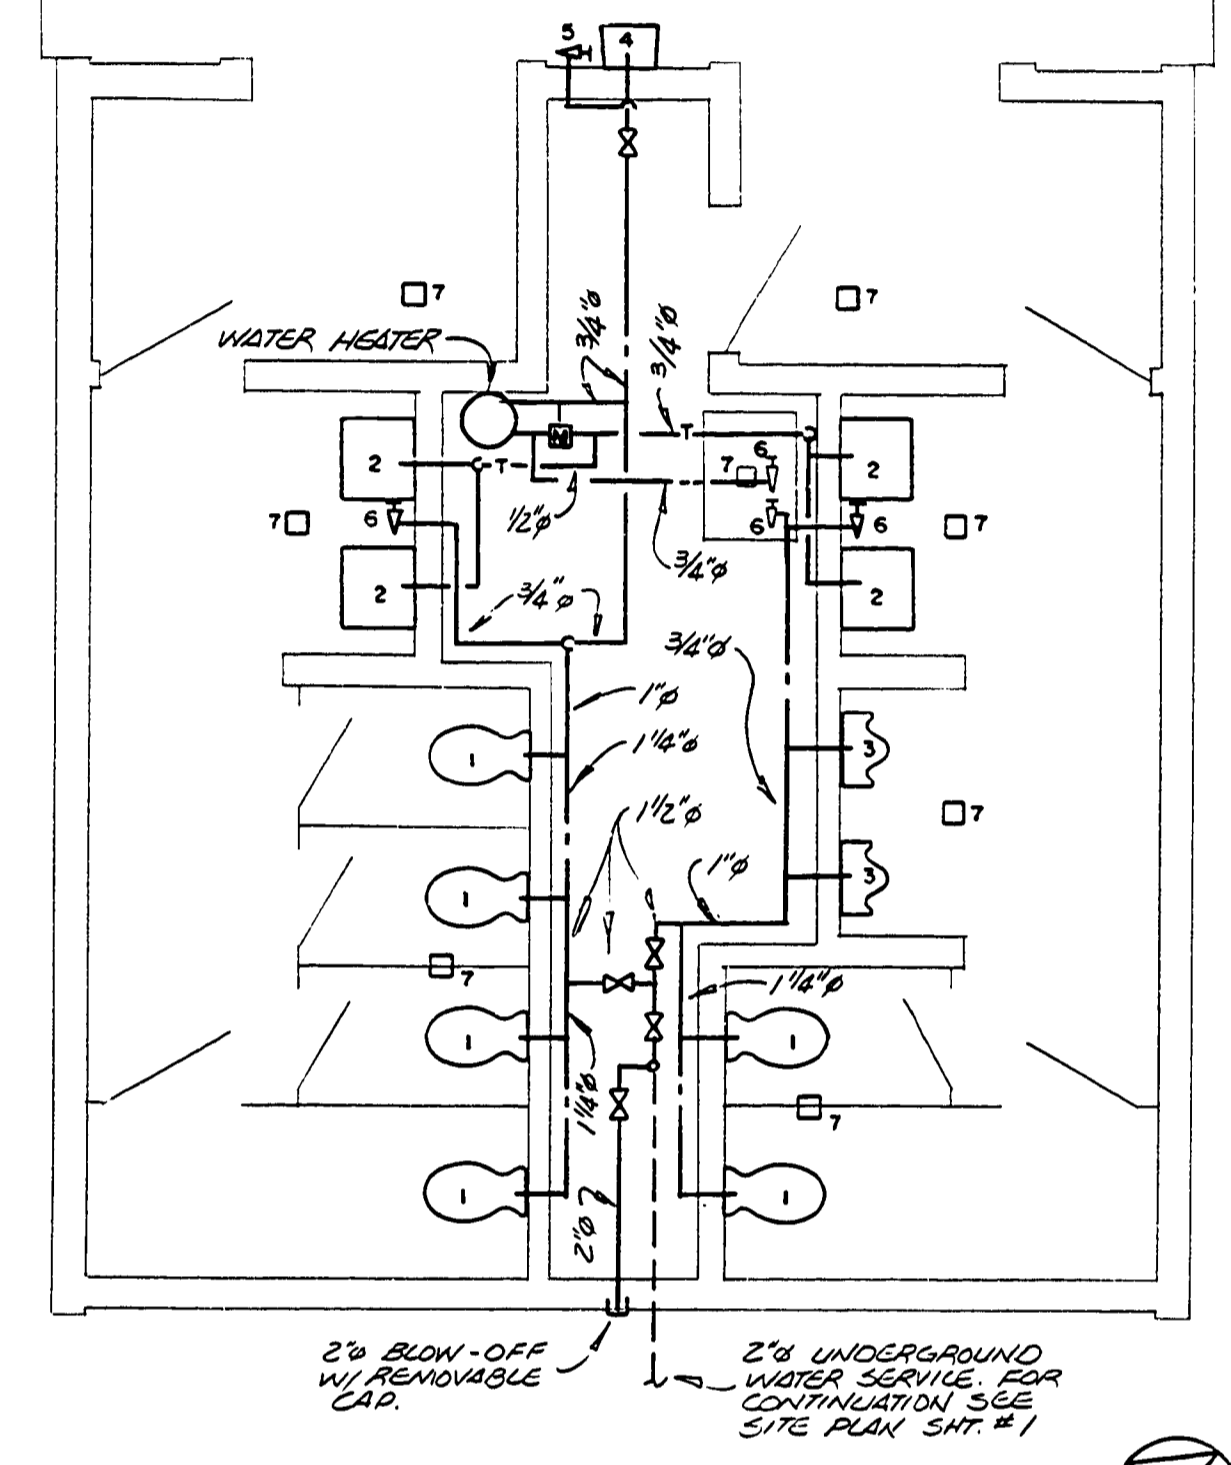 5
4
7
7
WATER HEATER
3/4"ø
3/4"ø
2
T
T
7
6
2
7
6
1/2"ø
6
6
7
2
3/4"ø
2
3/4"ø
3/4"ø
1"ø
1
1 1/4"ø
3
1 1/2"ø
7
1"ø
1
3
7
1 1/4"ø
1
1
1 1/4"ø
7
1
1
2"ø
2"ø BLOW-OFF
W/ REMOVABLE
CAP.
2"ø UNDERGROUND
WATER SERVICE. FOR
CONTINUATION SEE
SITE PLAN SHT. #1